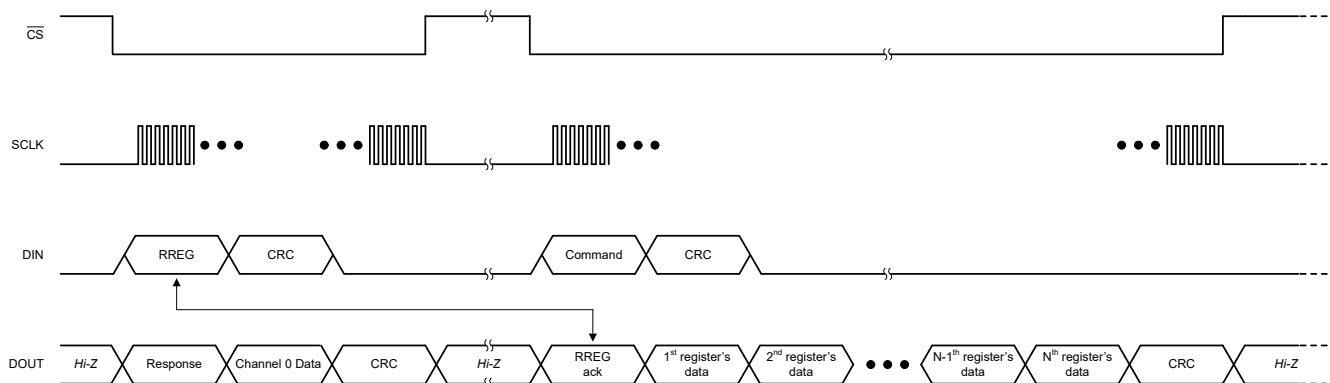 CS
SCLK
DIN
RREG
CRC
Command
CRC
DOUT
Hi-Z
Response
Channel 0 Data
CRC
Hi-Z
RREG
ack
1st register's
data
2nd register's
data
N-1th register's
data
Nth register's
data
CRC
Hi-Z